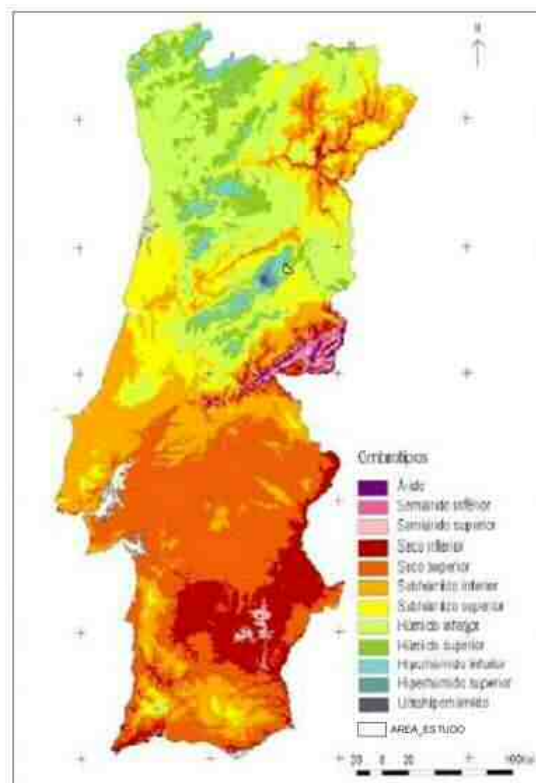 N
Ombrotipos
Árido
Semiárido inferior
Semiárido superior
Seco inferior
Seco superior
Subhúmido inferior
Subhúmido superior
Húmido inferior
Húmido superior
Hiperhúmido inferior
Hiperhúmido superior
Ultrahiperhúmido
AREA_ESTUDO
20 0 20